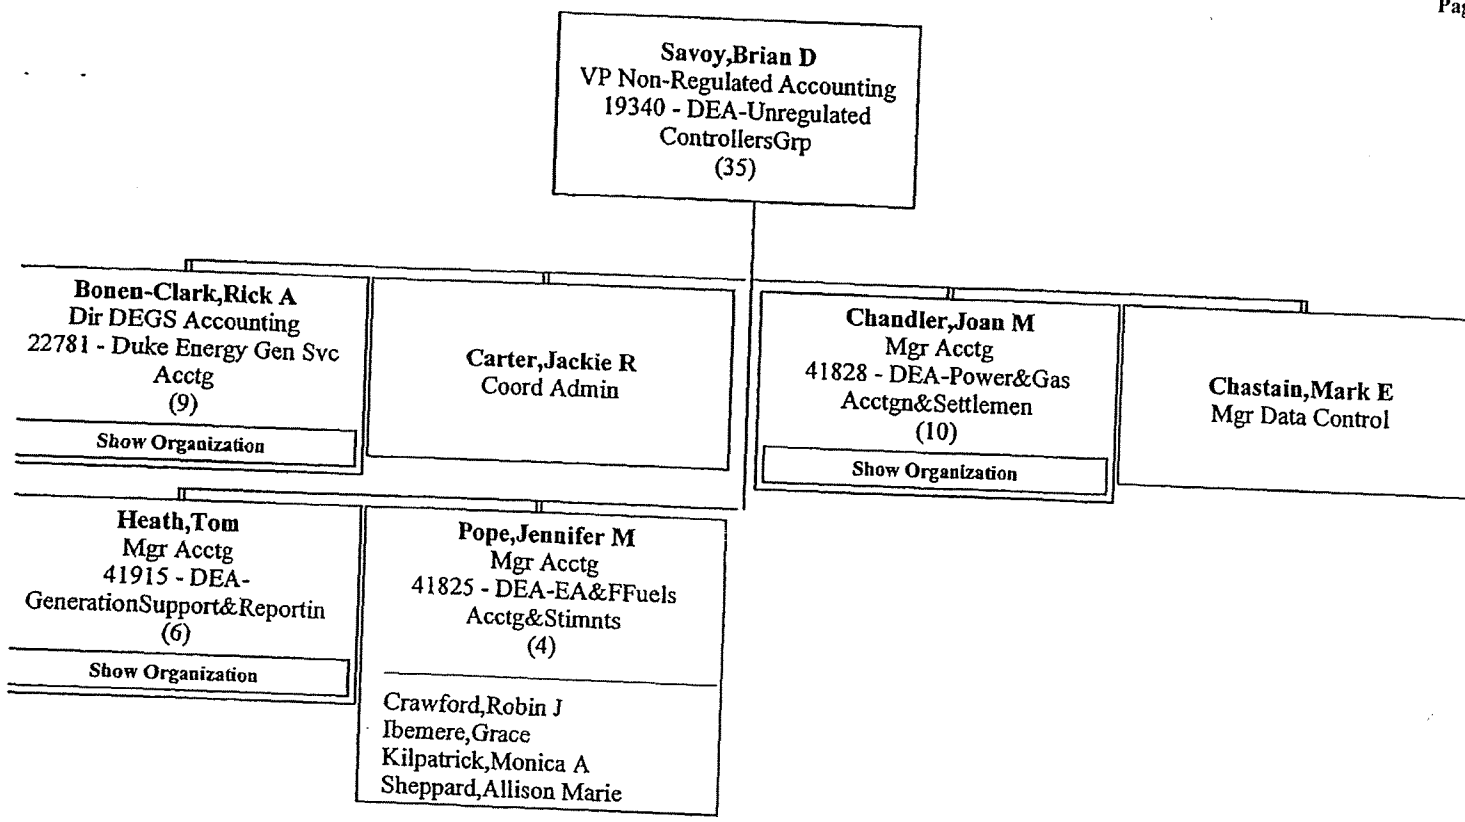 Pag
Savoy,Brian D
VP Non-Regulated Accounting
19340 - DEA-Unregulated
ControllersGrp
(35)
Bonen-Clark,Rick A
Dir DEGS Accounting
22781 - Duke Energy Gen Svc
Acctg
(9)
Show Organization
Carter,Jackie R
Coord Admin
Chandler,Joan M
Mgr Acctg
41828 - DEA-Power&Gas
Acctgn&Settlemen
(10)
Show Organization
Chastain,Mark E
Mgr Data Control
Heath,Tom
Mgr Acctg
41915 - DEA-
GenerationSupport&Reportin
(6)
Show Organization
Pope,Jennifer M
Mgr Acctg
41825 - DEA-EA&FFuels
Acctg&Stimnts
(4)
Crawford,Robin J
Ibemere,Grace
Kilpatrick,Monica A
Sheppard,Allison Marie